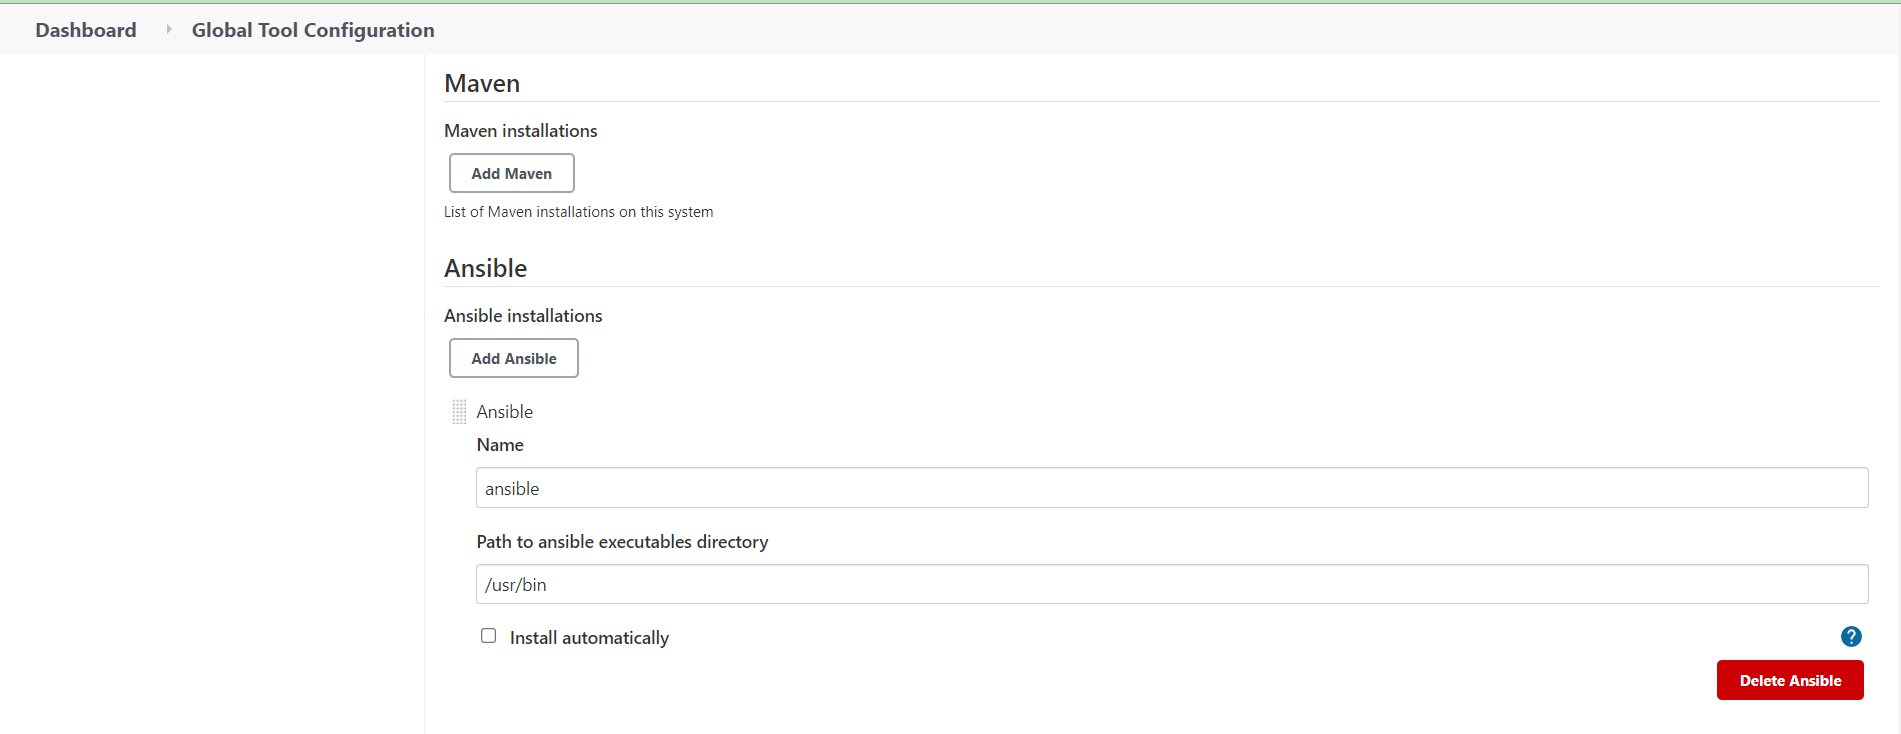 Dashboard
Global Tool Configuration
Maven
Maven installations
Add Maven
List of Maven installations on this system
Ansible
Ansible installations
Add Ansible
Ansible
Name
ansible
Path to ansible executables directory
/usr/bin
Install automatically
?
Delete Ansible